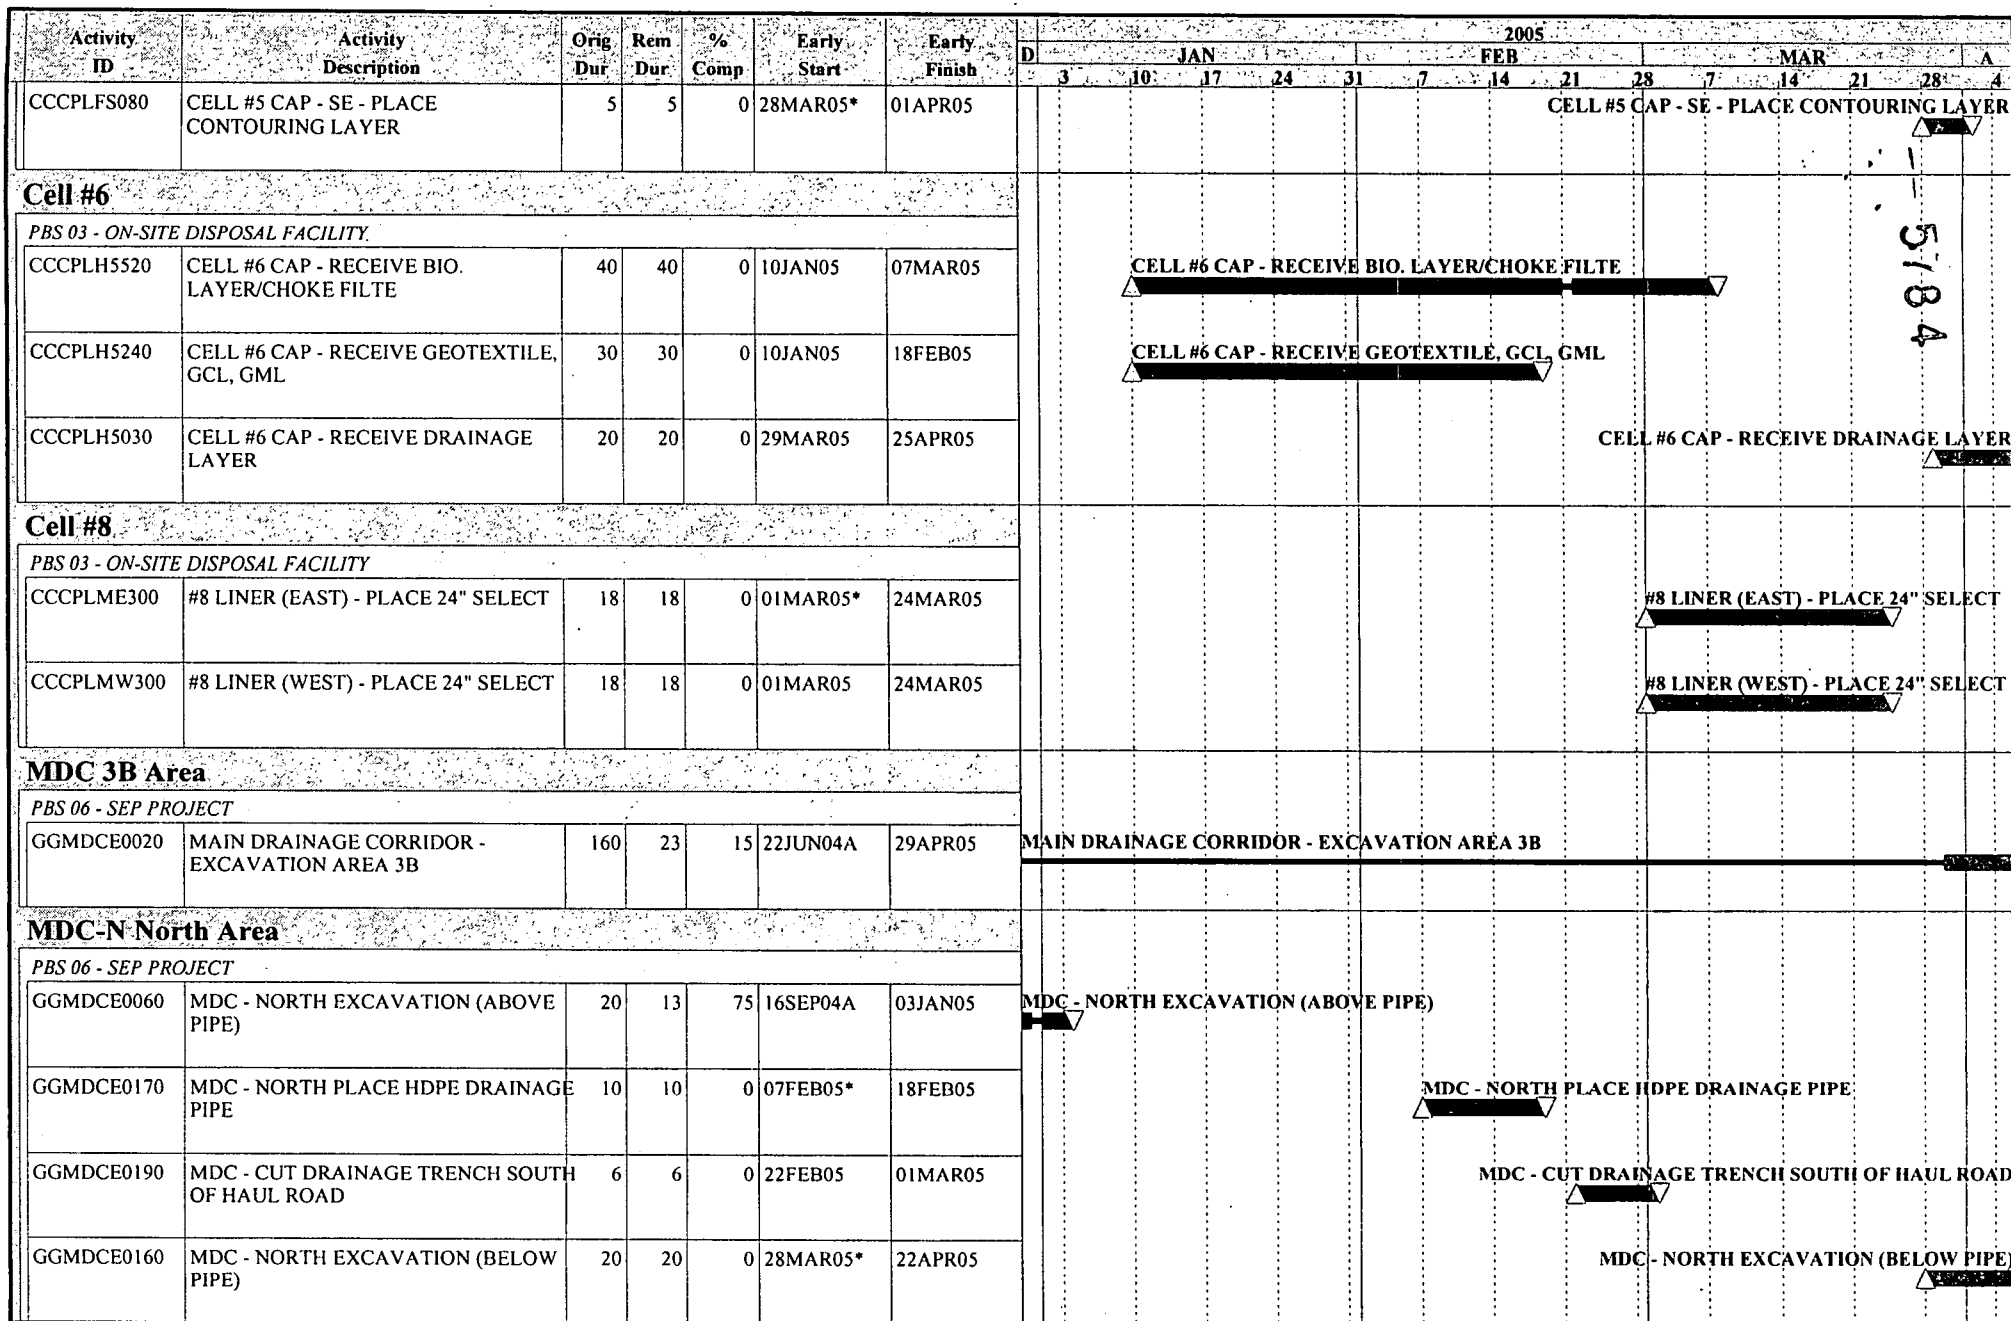 Activity ID Activity Description Orig Dur Rem Dur % Comp Early Start Early Finish
2005
D JAN FEB MAR A
3 10 17 24 31 7 14 21 28 7 14 21 28 4
CCCPLFS080 CELL #5 CAP - SE - PLACE 5 5 0 28MAR05* 01APR05
CONTOURING LAYER
CELL #5 CAP - SE - PLACE CONTOURING LAYER
5784
Cell #6
PBS 03 - ON-SITE DISPOSAL FACILITY
CCCPLH5520 CELL #6 CAP - RECEIVE BIO. 40 40 0 10JAN05 07MAR05
LAYER/CHOKE FILTE
CELL #6 CAP - RECEIVE BIO. LAYER/CHOKE FILTE
CCCPLH5240 CELL #6 CAP - RECEIVE GEOTEXTILE, 30 30 0 10JAN05 18FEB05
GCL, GML
CELL #6 CAP - RECEIVE GEOTEXTILE, GCL, GML
CCCPLH5030 CELL #6 CAP - RECEIVE DRAINAGE 20 20 0 29MAR05 25APR05
LAYER
CELL #6 CAP - RECEIVE DRAINAGE LAYER
Cell #8
PBS 03 - ON-SITE DISPOSAL FACILITY
CCCPLME300 #8 LINER (EAST) - PLACE 24" SELECT 18 18 0 01MAR05* 24MAR05
#8 LINER (EAST) - PLACE 24" SELECT
CCCPLMW300 #8 LINER (WEST) - PLACE 24" SELECT 18 18 0 01MAR05 24MAR05
#8 LINER (WEST) - PLACE 24" SELECT
MDC 3B Area
PBS 06 - SEP PROJECT
GGMDCE0020 MAIN DRAINAGE CORRIDOR - 160 23 15 22JUN04A 29APR05
EXCAVATION AREA 3B
MAIN DRAINAGE CORRIDOR - EXCAVATION AREA 3B
MDC-N North Area
PBS 06 - SEP PROJECT
GGMDCE0060 MDC - NORTH EXCAVATION (ABOVE 20 13 75 16SEP04A 03JAN05
PIPE)
MDC - NORTH EXCAVATION (ABOVE PIPE)
GGMDCE0170 MDC - NORTH PLACE HDPE DRAINAGE 10 10 0 07FEB05* 18FEB05
PIPE
MDC - NORTH PLACE HDPE DRAINAGE PIPE
GGMDCE0190 MDC - CUT DRAINAGE TRENCH SOUTH 6 6 0 22FEB05 01MAR05
OF HAUL ROAD
MDC - CUT DRAINAGE TRENCH SOUTH OF HAUL ROAD
GGMDCE0160 MDC - NORTH EXCAVATION (BELOW 20 20 0 28MAR05* 22APR05
PIPE)
MDC - NORTH EXCAVATION (BELOW PIPE)